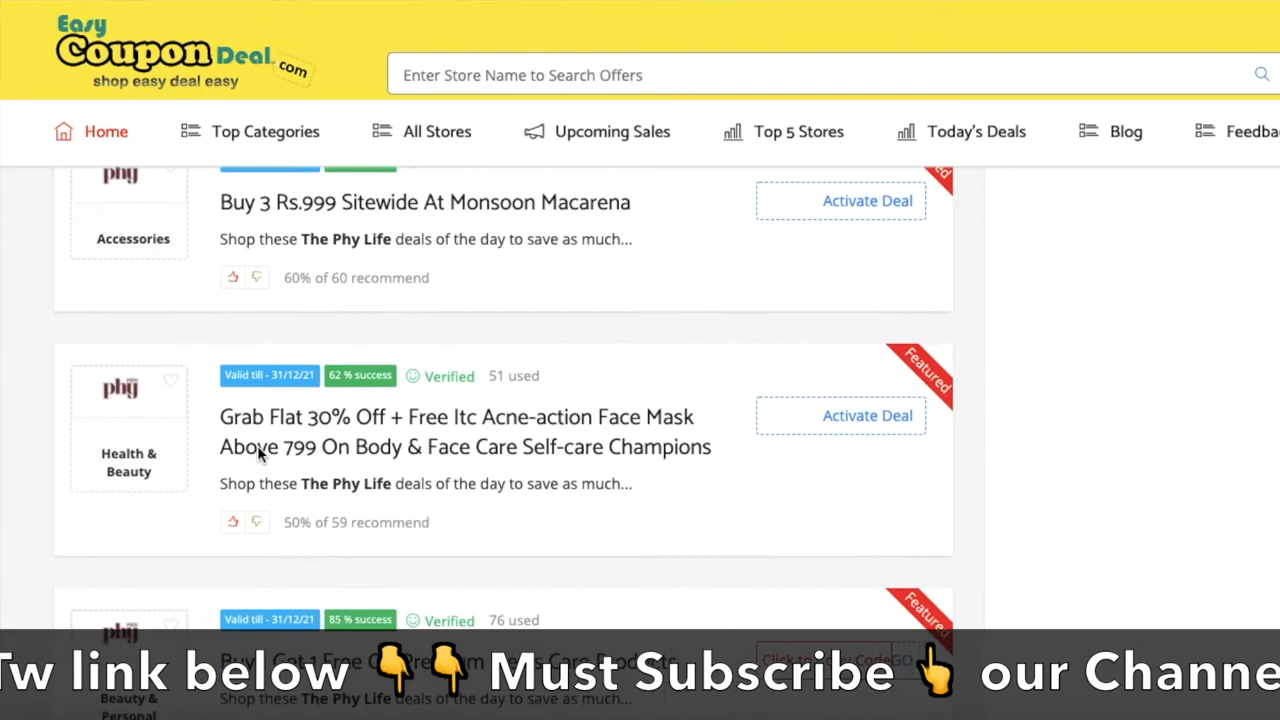 Easy
Coupon Deal.com
shop easy deal easy
Enter Store Name to Search Offers
Home Top Categories All Stores Upcoming Sales Top 5 Stores Today's Deals Blog Feedba
phy
Accessories
Buy 3 Rs.999 Sitewide At Monsoon Macarena
Shop these The Phy Life deals of the day to save as much...
60% of 60 recommend
Activate Deal
phy
Health &
Beauty
Valid till - 31/12/21 62 % success Verified 51 used
Grab Flat 30% Off + Free Itc Acne-action Face Mask
Above 799 On Body & Face Care Self-care Champions
Shop these The Phy Life deals of the day to save as much...
50% of 59 recommend
Activate Deal
Featured
phy
Beauty &
Personal
Valid till - 31/12/21 85 % success Verified 76 used
Shop these The Phy Life deals of the day to save as much...
Featured
Tw link below 👇👇 Must Subscribe 👆 our Channe